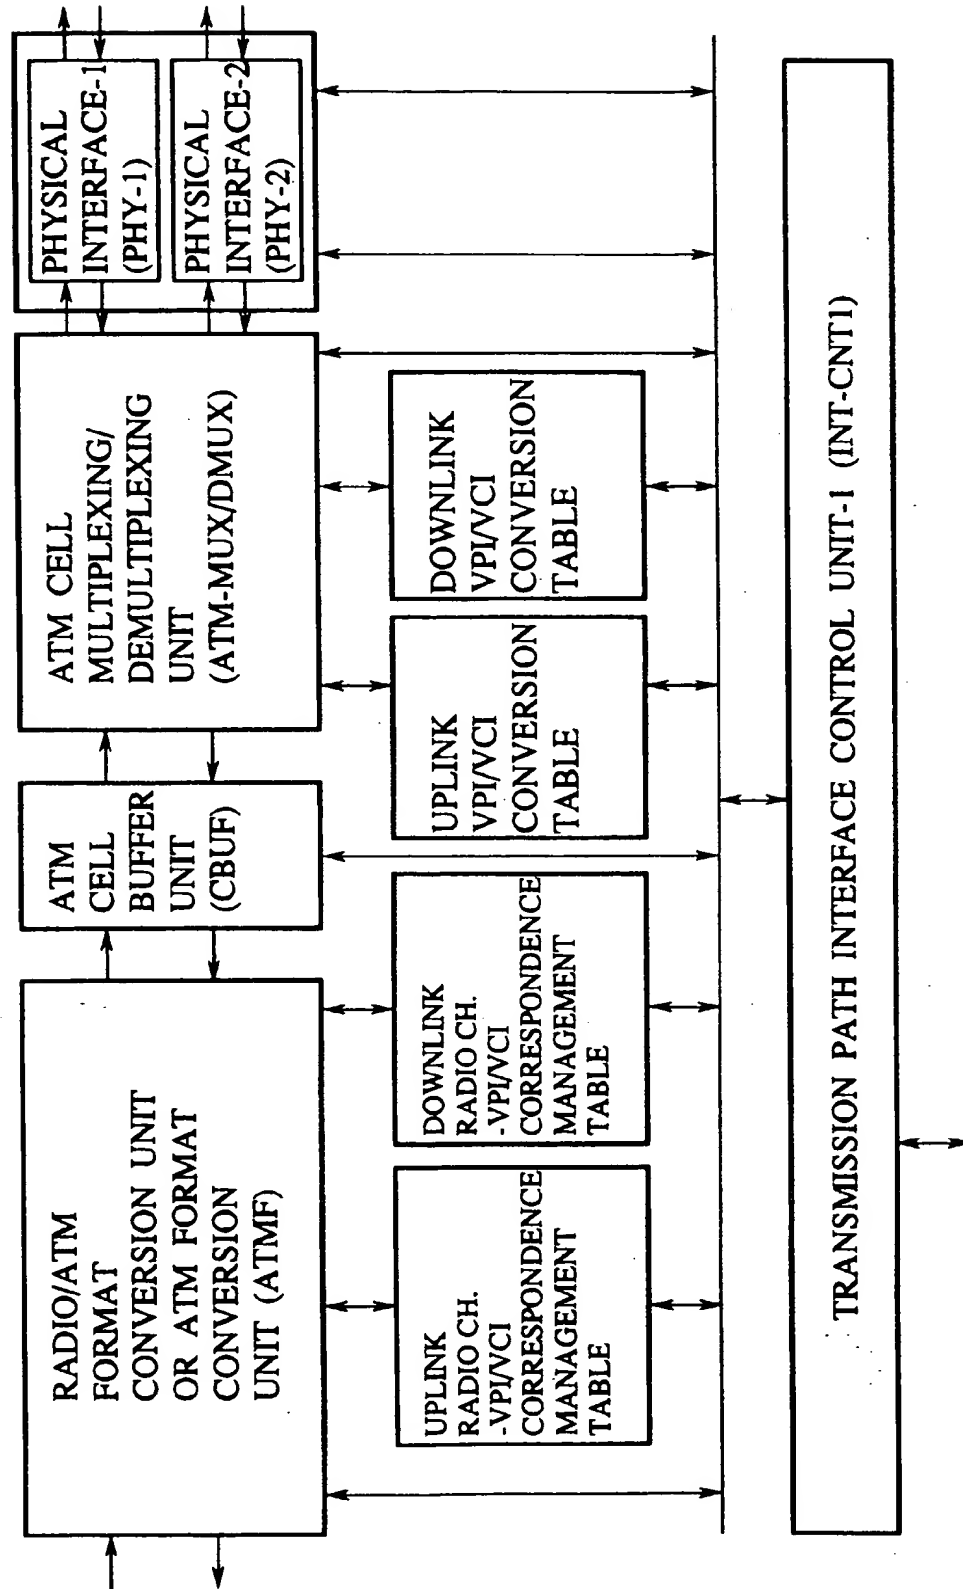 RADIO/ATM
FORMAT
CONVERSION UNIT
OR ATM FORMAT
CONVERSION
UNIT (ATMF)
ATM
CELL
BUFFER
UNIT
(CBUF)
ATM CELL
MULTIPLEXING/
DEMULTIPLEXING
UNIT
(ATM-MUX/DMUX)
PHYSICAL
INTERFACE-1
(PHY-1)
PHYSICAL
INTERFACE-2
(PHY-2)
UPLINK
RADIO CH.
-VPI/VCI
CORRESPONDENCE
MANAGEMENT
TABLE
DOWNLINK
RADIO CH.
-VPI/VCI
CORRESPONDENCE
MANAGEMENT
TABLE
UPLINK
VPI/VCI
CONVERSION
TABLE
DOWNLINK
VPI/VCI
CONVERSION
TABLE
TRANSMISSION PATH INTERFACE CONTROL UNIT-1 (INT-CNT1)